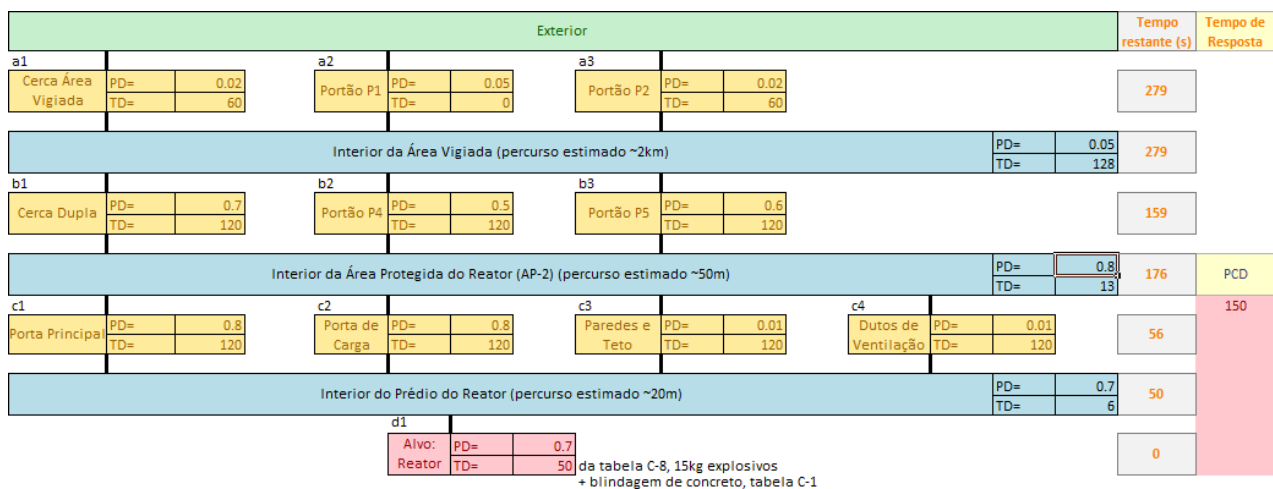 Exterior
Tempo restante (s)
Tempo de Resposta
a1
a2
a3
Cerca Área Vigiada
PD= 0.02
TD= 60
Portão P1
PD= 0.05
TD= 0
Portão P2
PD= 0.02
TD= 60
279
Interior da Área Vigiada (percurso estimado ~2km)
PD= 0.05
TD= 128
279
b1
b2
b3
Cerca Dupla
PD= 0.7
TD= 120
Portão P4
PD= 0.5
TD= 120
Portão P5
PD= 0.6
TD= 120
159
Interior da Área Protegida do Reator (AP-2) (percurso estimado ~50m)
PD= 0.8
TD= 13
176
PCD
c1
c2
c3
c4
150
Porta Principal
PD= 0.8
TD= 120
Porta de Carga
PD= 0.8
TD= 120
Paredes e Teto
PD= 0.01
TD= 120
Dutos de Ventilação
PD= 0.01
TD= 120
56
Interior do Prédio do Reator (percurso estimado ~20m)
PD= 0.7
TD= 6
50
d1
Alvo: Reator
PD= 0.7
TD= 50
da tabela C-8, 15kg explosivos
+ blindagem de concreto, tabela C-1
0